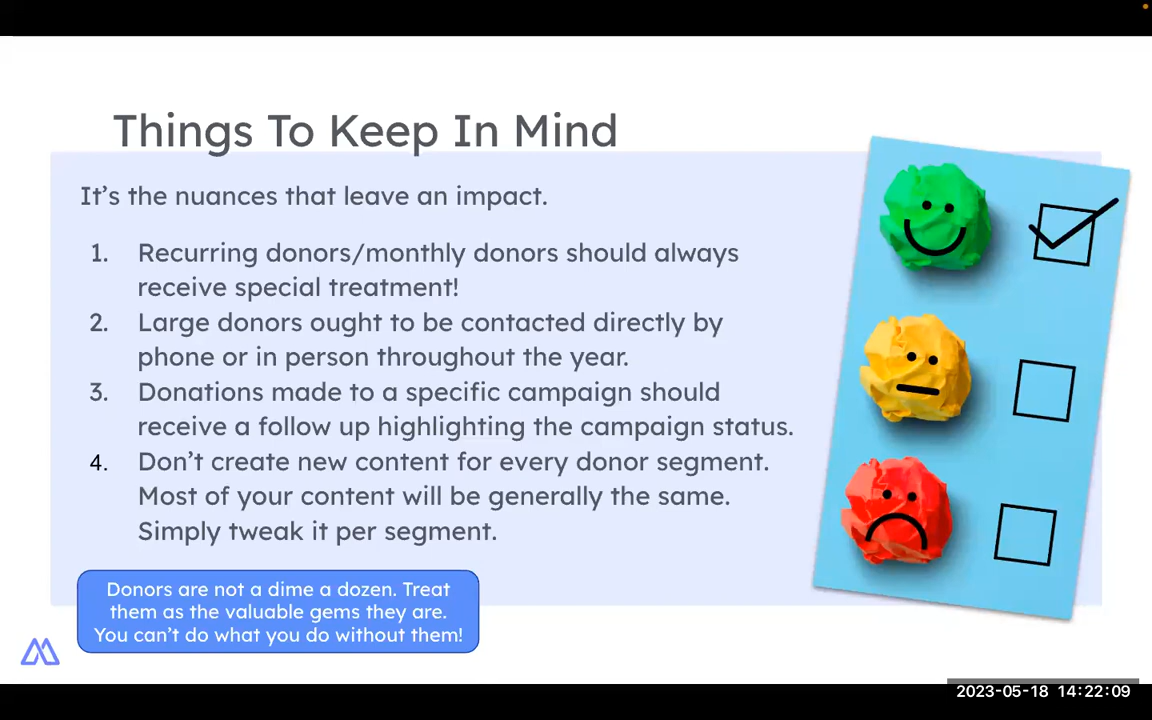 Things To Keep In Mind
It's the nuances that leave an impact.
1. Recurring donors/monthly donors should always
receive special treatment!
2. Large donors ought to be contacted directly by
phone or in person throughout the year.
3. Donations made to a specific campaign should
receive a follow up highlighting the campaign status.
4. Don't create new content for every donor segment.
Most of your content will be generally the same.
Simply tweak it per segment.
Donors are not a dime a dozen. Treat
them as the valuable gems they are.
You can't do what you do without them!
2023-05-18 14:22:09